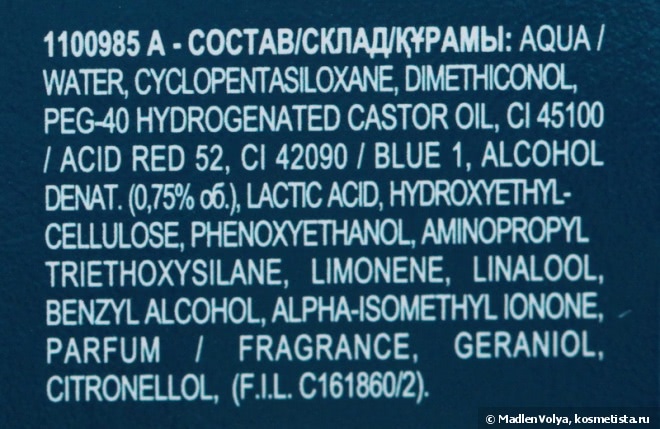 1100985 A - СОСТАВ/СКЛАД/ҚҰРАМЫ: AQUA /
WATER, CYCLOPENTASILOXANE, DIMETHICONOL,
PEG-40 HYDROGENATED CASTOR OIL, CI 45100
/ ACID RED 52, CI 42090 / BLUE 1, ALCOHOL
DENAT. (0,75% об.), LACTIC ACID, HYDROXYETHYL-
CELLULOSE, PHENOXYETHANOL, AMINOPROPYL
TRIETHOXYSILANE, LIMONENE, LINALOOL,
BENZYL ALCOHOL, ALPHA-ISOMETHYL IONONE,
PARFUM / FRAGRANCE, GERANIOL,
CITRONELLOL, (F.I.L. C161860/2).
© MadlenVolya, kosmetista.ru